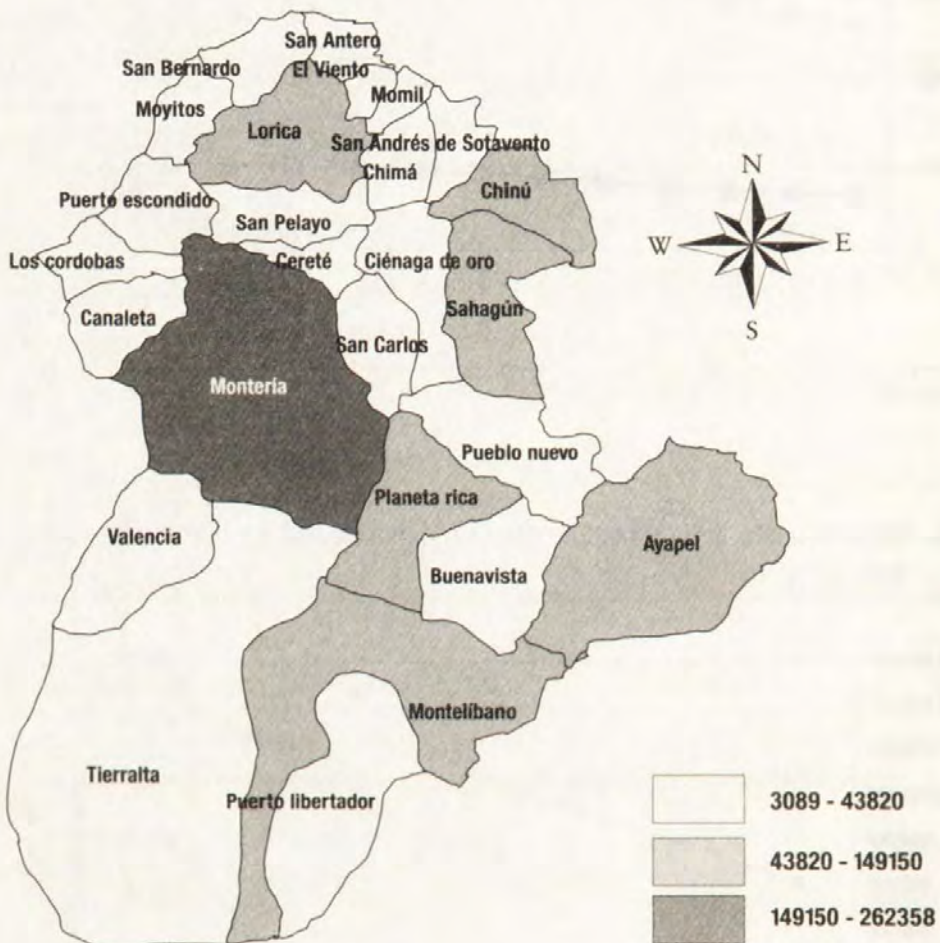 San Antero
San Bernardo
El Viento
Momil
Moyitos
Lorica
San Andrés de Sotavento
Chimá
Chinú
Puerto escondido
San Pelayo
Los cordobas
Cereté
Ciénaga de oro
Canaleta
Sahagún
San Carlos
Montería
Pueblo nuevo
Planeta rica
Valencia
Ayapel
Buenavista
Montelíbano
Tierralta
Puerto libertador
N
W
E
S
3089 - 43820
43820 - 149150
149150 - 262358